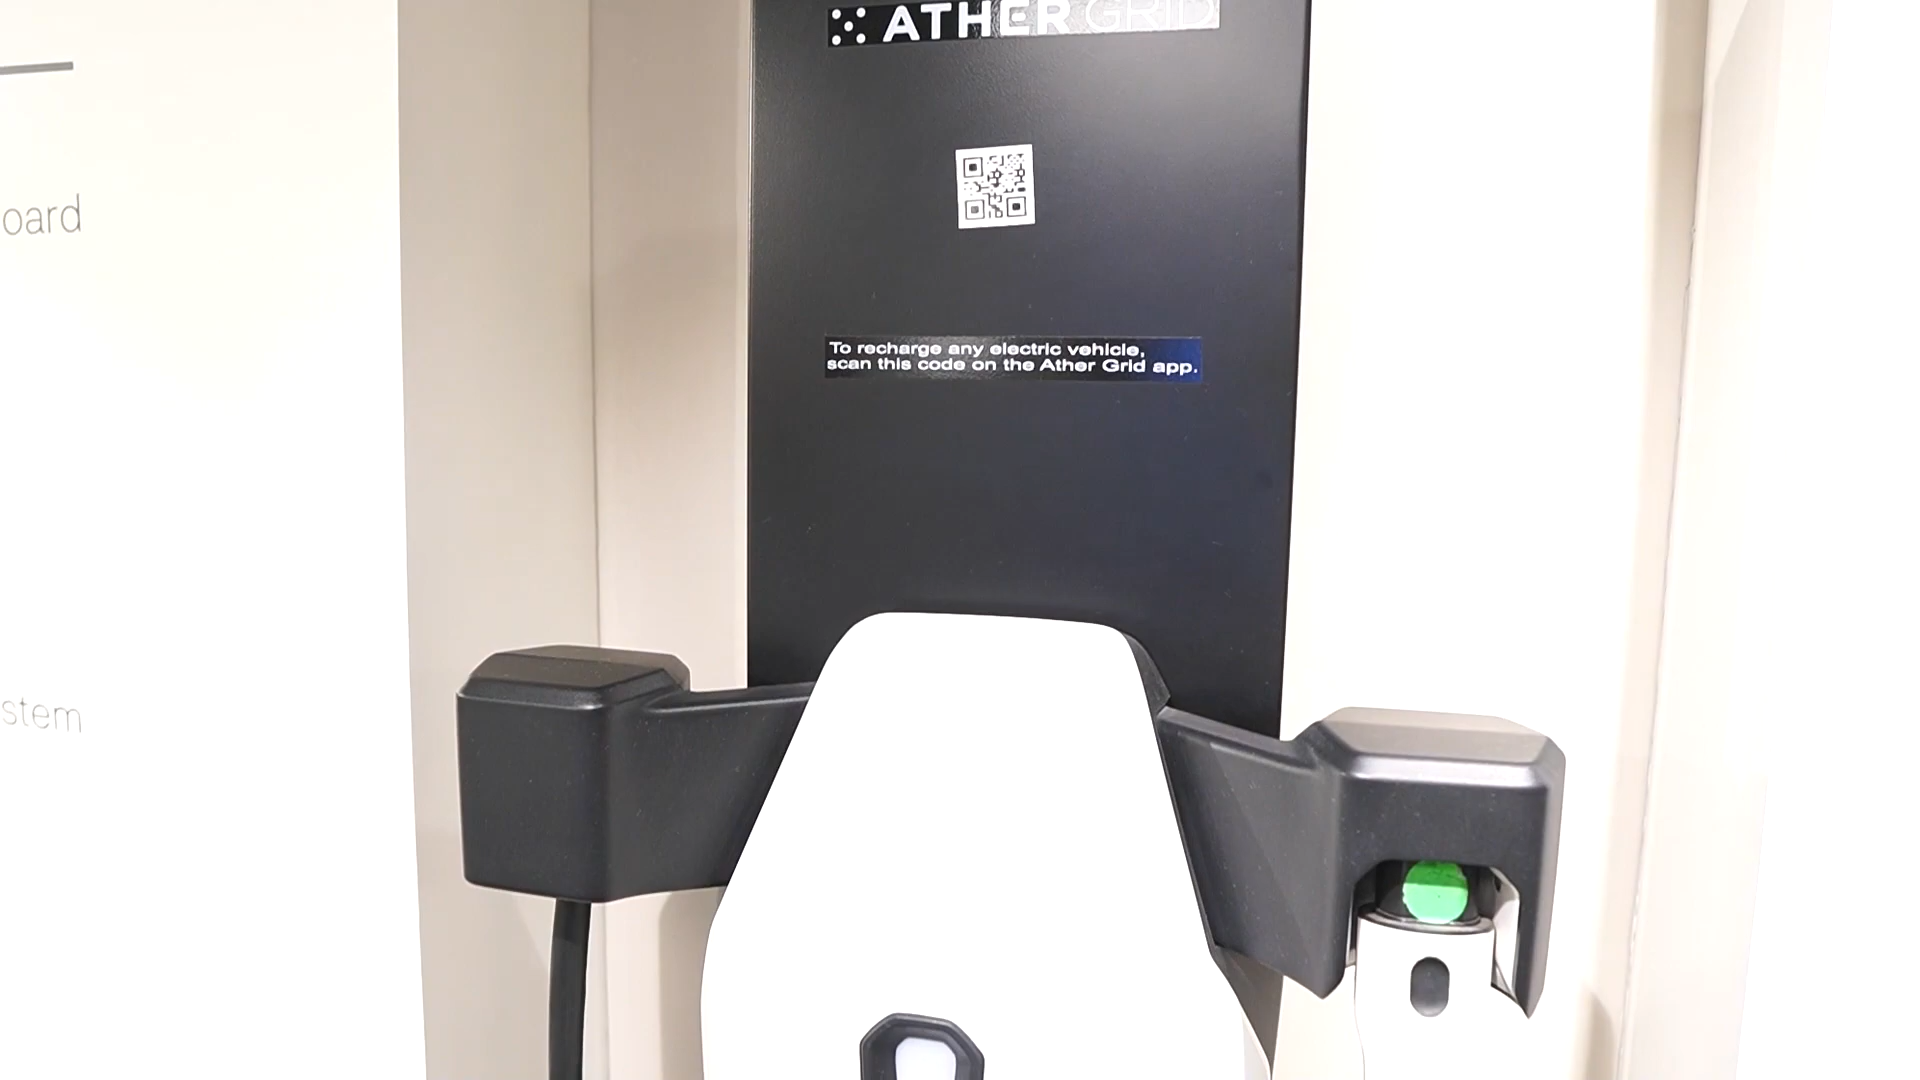 ATHER GRID
To recharge any electric vehicle,
scan this code on the Ather Grid app.
oard
stem